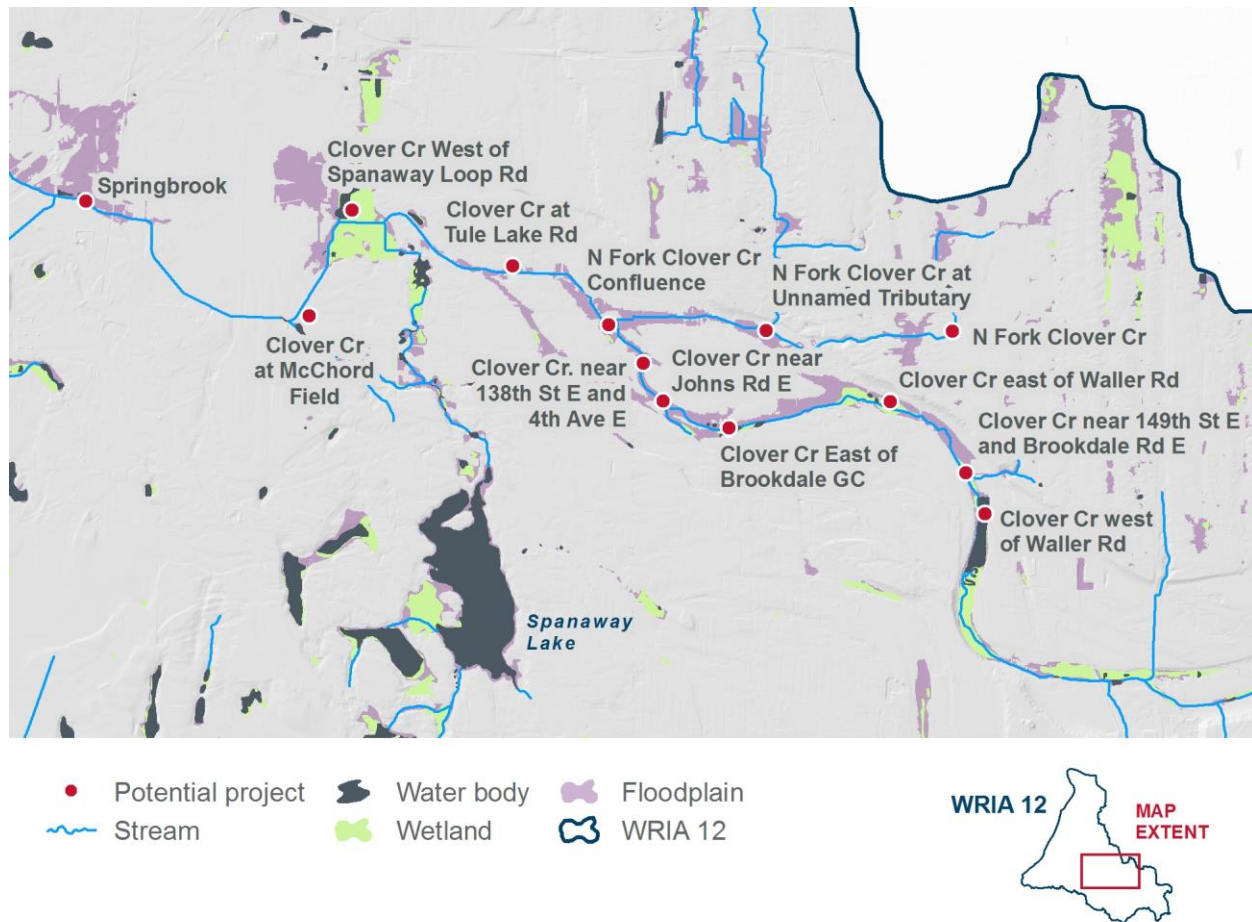 Clover Cr West of
Spanaway Loop Rd
Springbrook
Clover Cr at
Tule Lake Rd
N Fork Clover Cr
Confluence
N Fork Clover Cr at
Unnamed Tributary
N Fork Clover Cr
Clover Cr
at McChord
Field
Clover Cr. near
138th St E and
4th Ave E
Clover Cr near
Johns Rd E
Clover Cr east of Waller Rd
Clover Cr near 149th St E
and Brookdale Rd E
Clover Cr East of
Brookdale GC
Clover Cr west
of Waller Rd
Spanaway
Lake
Potential project
Water body
Floodplain
Stream
Wetland
WRIA 12
WRIA 12
MAP
EXTENT